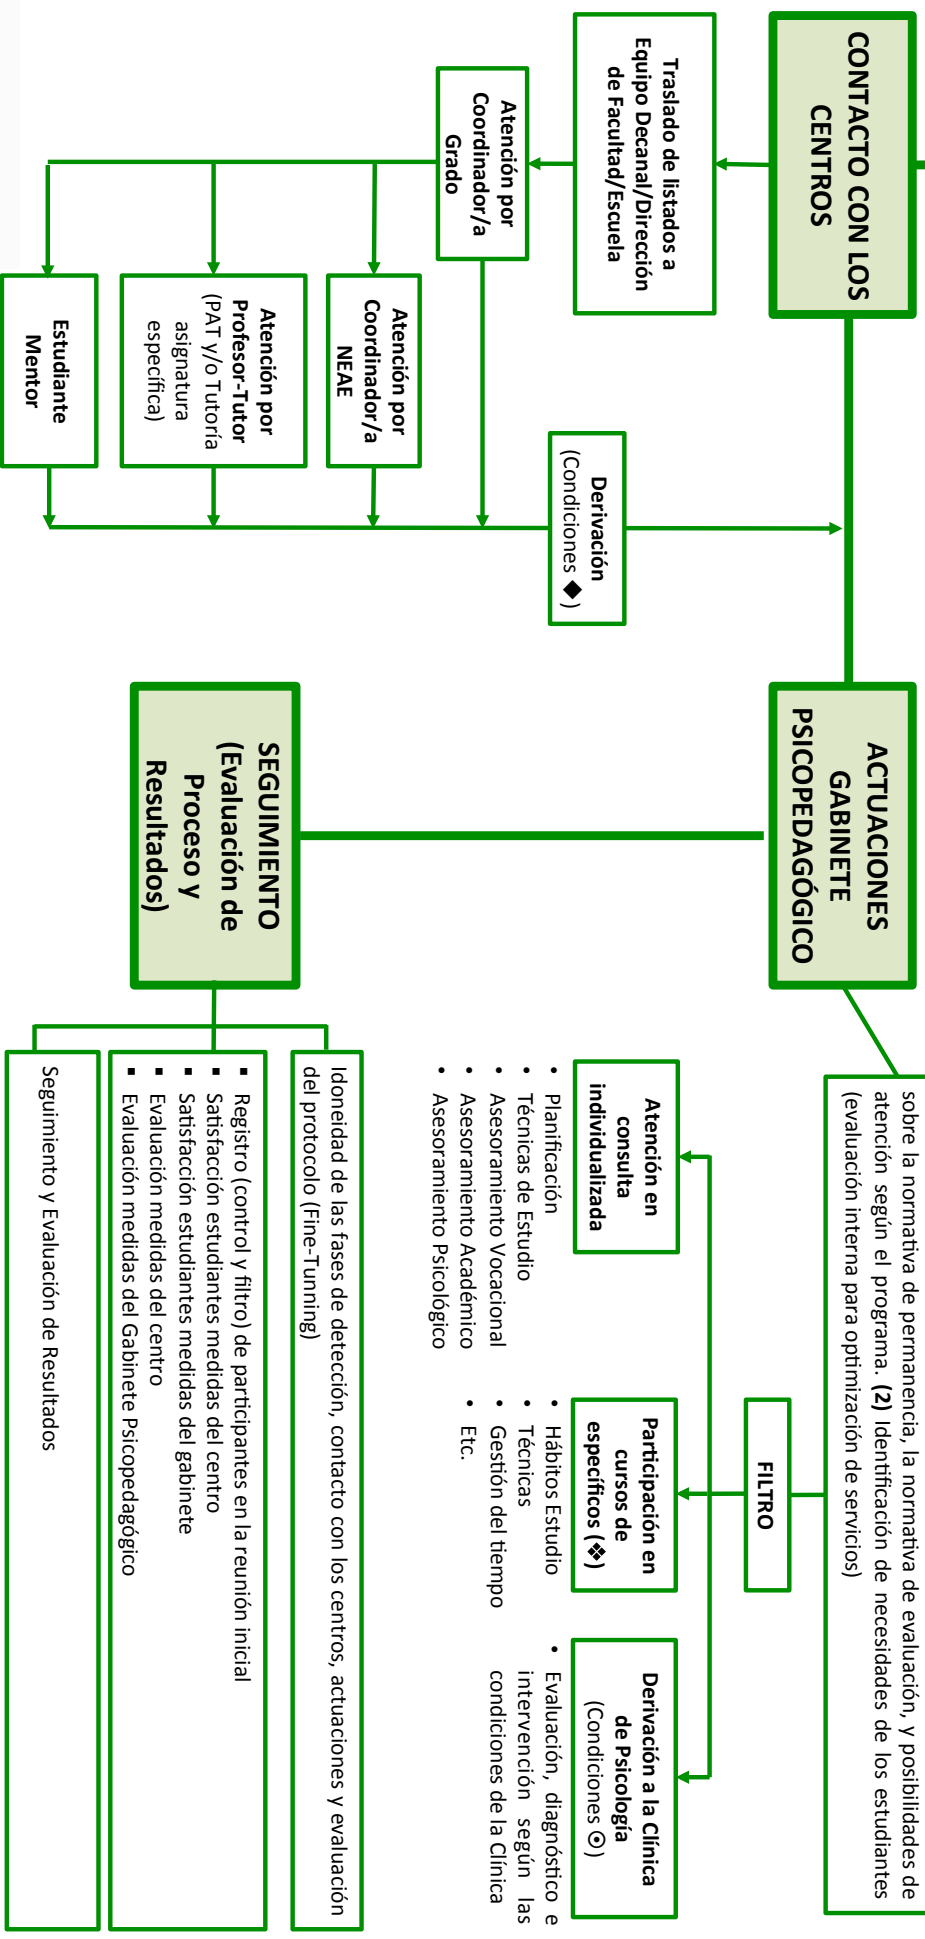 CONTACTO CON LOS
CENTROS
Traslado de listados a
Equipo Decanal/Dirección
de Facultad/Escuela
Atención por
Coordinador/a
Grado
Atención por
Coordinador/a
NEAE
Atención por
Profesor-Tutor
(PAT y/o Tutoría
asignatura
específica)
Estudiante
Mentor
Derivación
(Condiciones ◆)
ACTUACIONES
GABINETE
PSICOPEDAGÓGICO
sobre la normativa de permanencia, la normativa de evaluación, y posibilidades de
atención según el programa. (2) Identificación de necesidades de los estudiantes
(evaluación interna para optimización de servicios)
FILTRO
Atención en
consulta
individualizada
• Planificación
• Técnicas de Estudio
• Asesoramiento Vocacional
• Asesoramiento Académico
• Asesoramiento Psicológico
Participación en
cursos de
específicos (❖)
• Hábitos Estudio
• Técnicas
• Gestión del tiempo
• Etc.
Derivación a la Clínica
de Psicología
(Condiciones ⊙)
• Evaluación, diagnóstico e
intervención según las
condiciones de la Clínica
SEGUIMIENTO
(Evaluación de
Proceso y
Resultados)
Idoneidad de las fases de detección, contacto con los centros, actuaciones y evaluación
del protocolo (Fine-Tunning)
▪ Registro (control y filtro) de participantes en la reunión inicial
▪ Satisfacción estudiantes medidas del centro
▪ Satisfacción estudiantes medidas del gabinete
▪ Evaluación medidas del centro
▪ Evaluación medidas del Gabinete Psicopedagógico
Seguimiento y Evaluación de Resultados